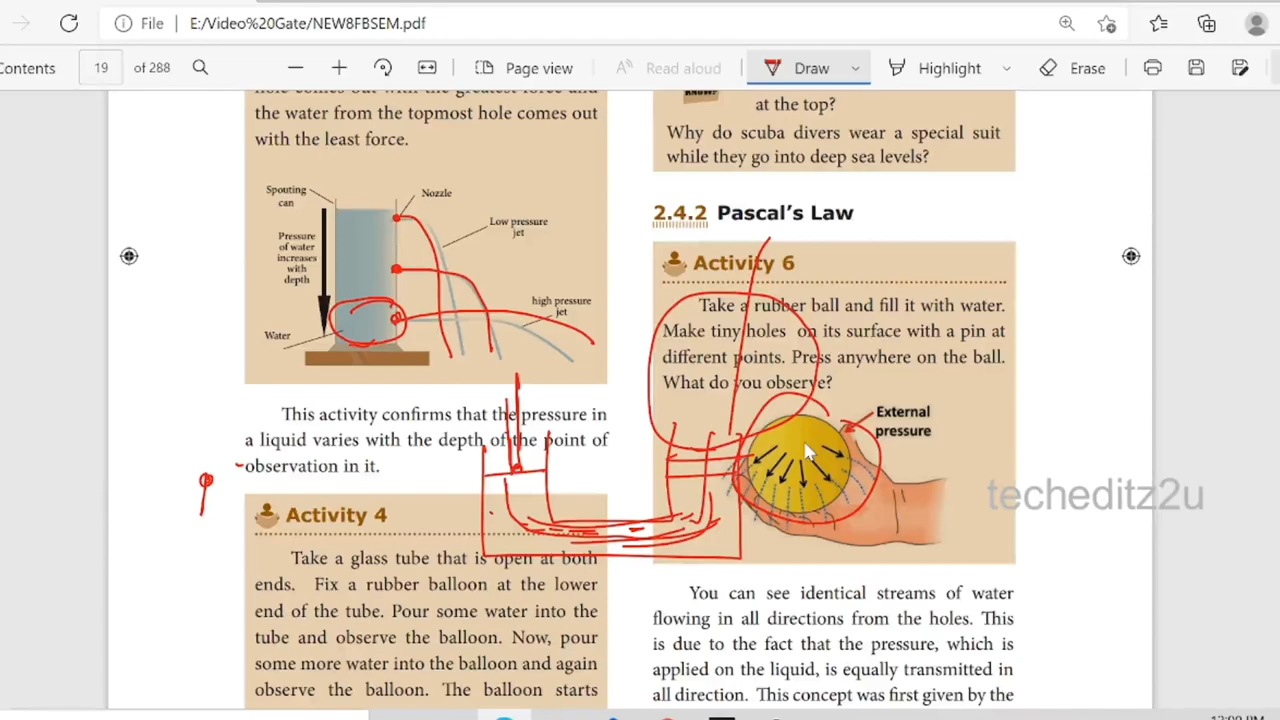 File
E:/Video%20Gate/NEW8FBSEM.pdf
Contents
19
of 288
Page view
Read aloud
Draw
Highlight
Erase
hole comes out with the greatest force and
the water from the topmost hole comes out
with the least force.
Spouting
can
Nozzle
Low pressure
jet
Pressure
of water
increases
with
depth
high pressure
jet
Water
This activity confirms that the pressure in
a liquid varies with the depth of the point of
observation in it.
Activity 4
Take a glass tube that is open at both
ends. Fix a rubber balloon at the lower
end of the tube. Pour some water into the
tube and observe the balloon. Now, pour
some more water into the balloon and again
observe the balloon. The balloon starts
KNOW?
at the top?
Why do scuba divers wear a special suit
while they go into deep sea levels?
2.4.2 Pascal's Law
Activity 6
Take a rubber ball and fill it with water.
Make tiny holes on its surface with a pin at
different points. Press anywhere on the ball.
What do you observe?
External
pressure
techeditz2u
You can see identical streams of water
flowing in all directions from the holes. This
is due to the fact that the pressure, which is
applied on the liquid, is equally transmitted in
all direction. This concept was first given by the